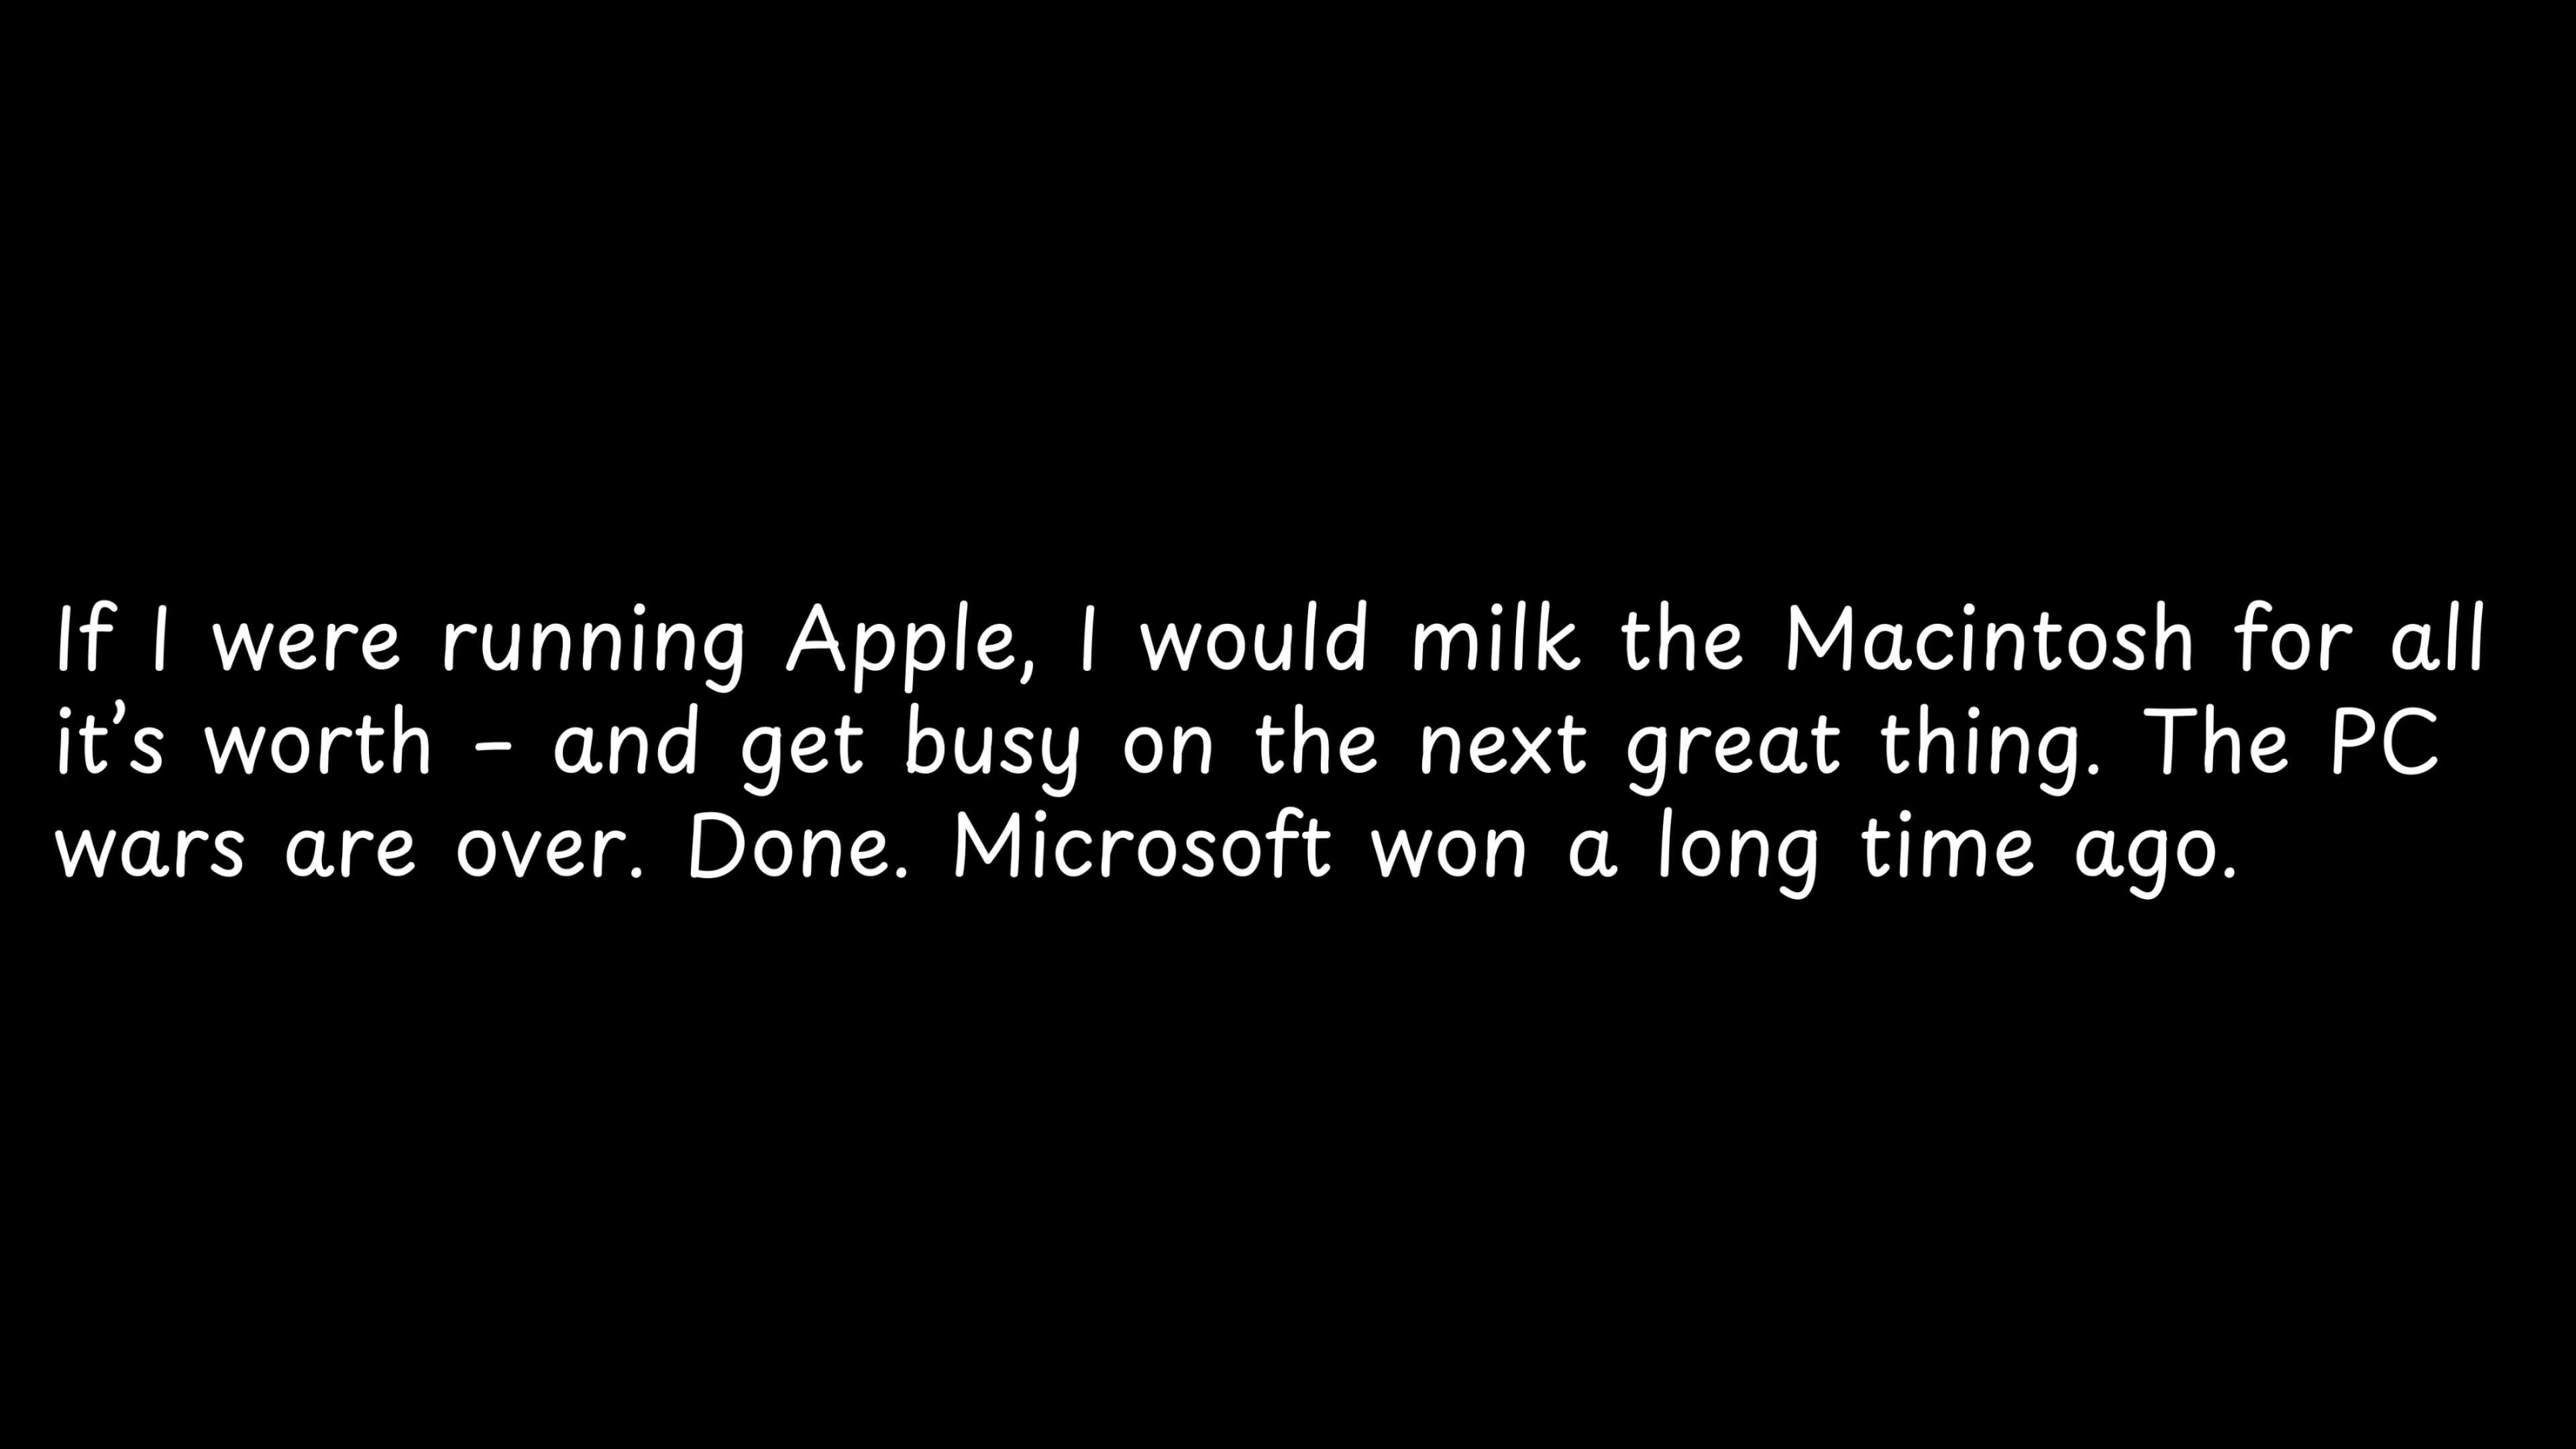 If I were running Apple, I would milk the Macintosh for all
it’s worth – and get busy on the next great thing. The PC
wars are over. Done. Microsoft won a long time ago.